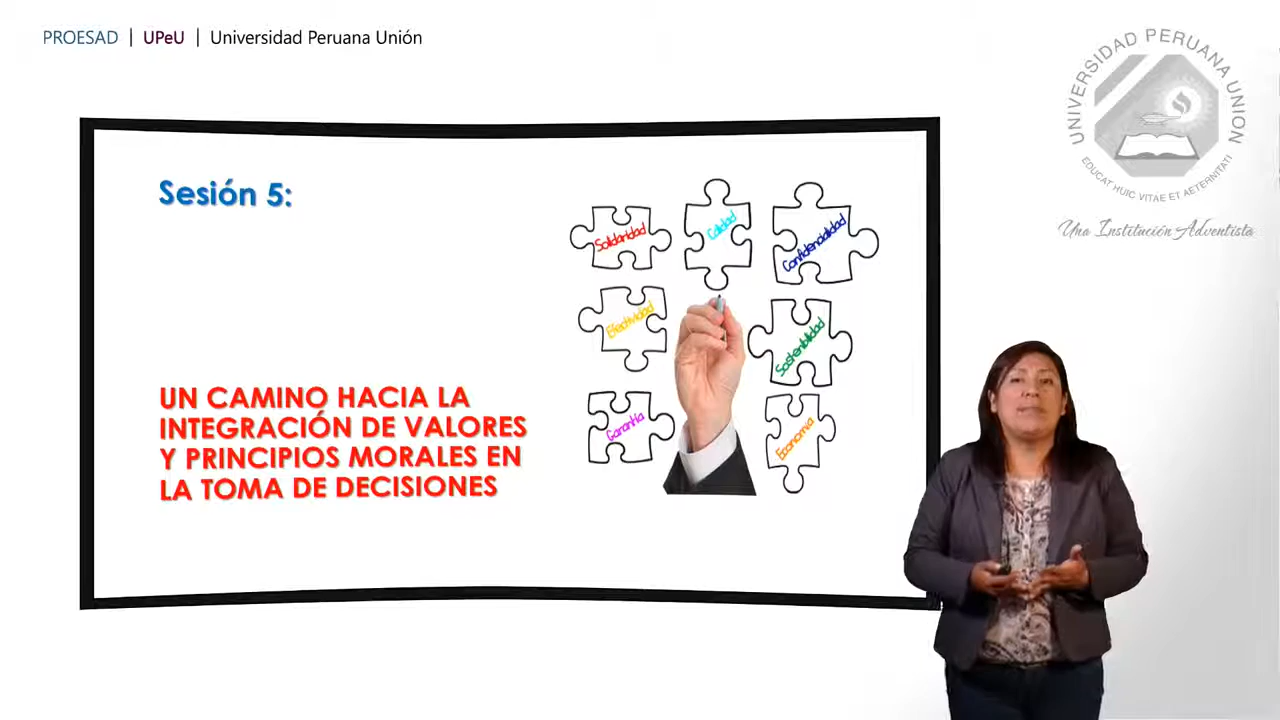 PROESAD | UPeU | Universidad Peruana Unión
UNIVERSIDAD PERUANA UNION
EDUCAT HUIC VITAE ET AETERNITATI
Una Institución Adventista
Sesión 5:
Solidaridad
Calidad
Confidencialidad
Efectividad
Sostenibilidad
Garantía
Economía
UN CAMINO HACIA LA
INTEGRACIÓN DE VALORES
Y PRINCIPIOS MORALES EN
LA TOMA DE DECISIONES